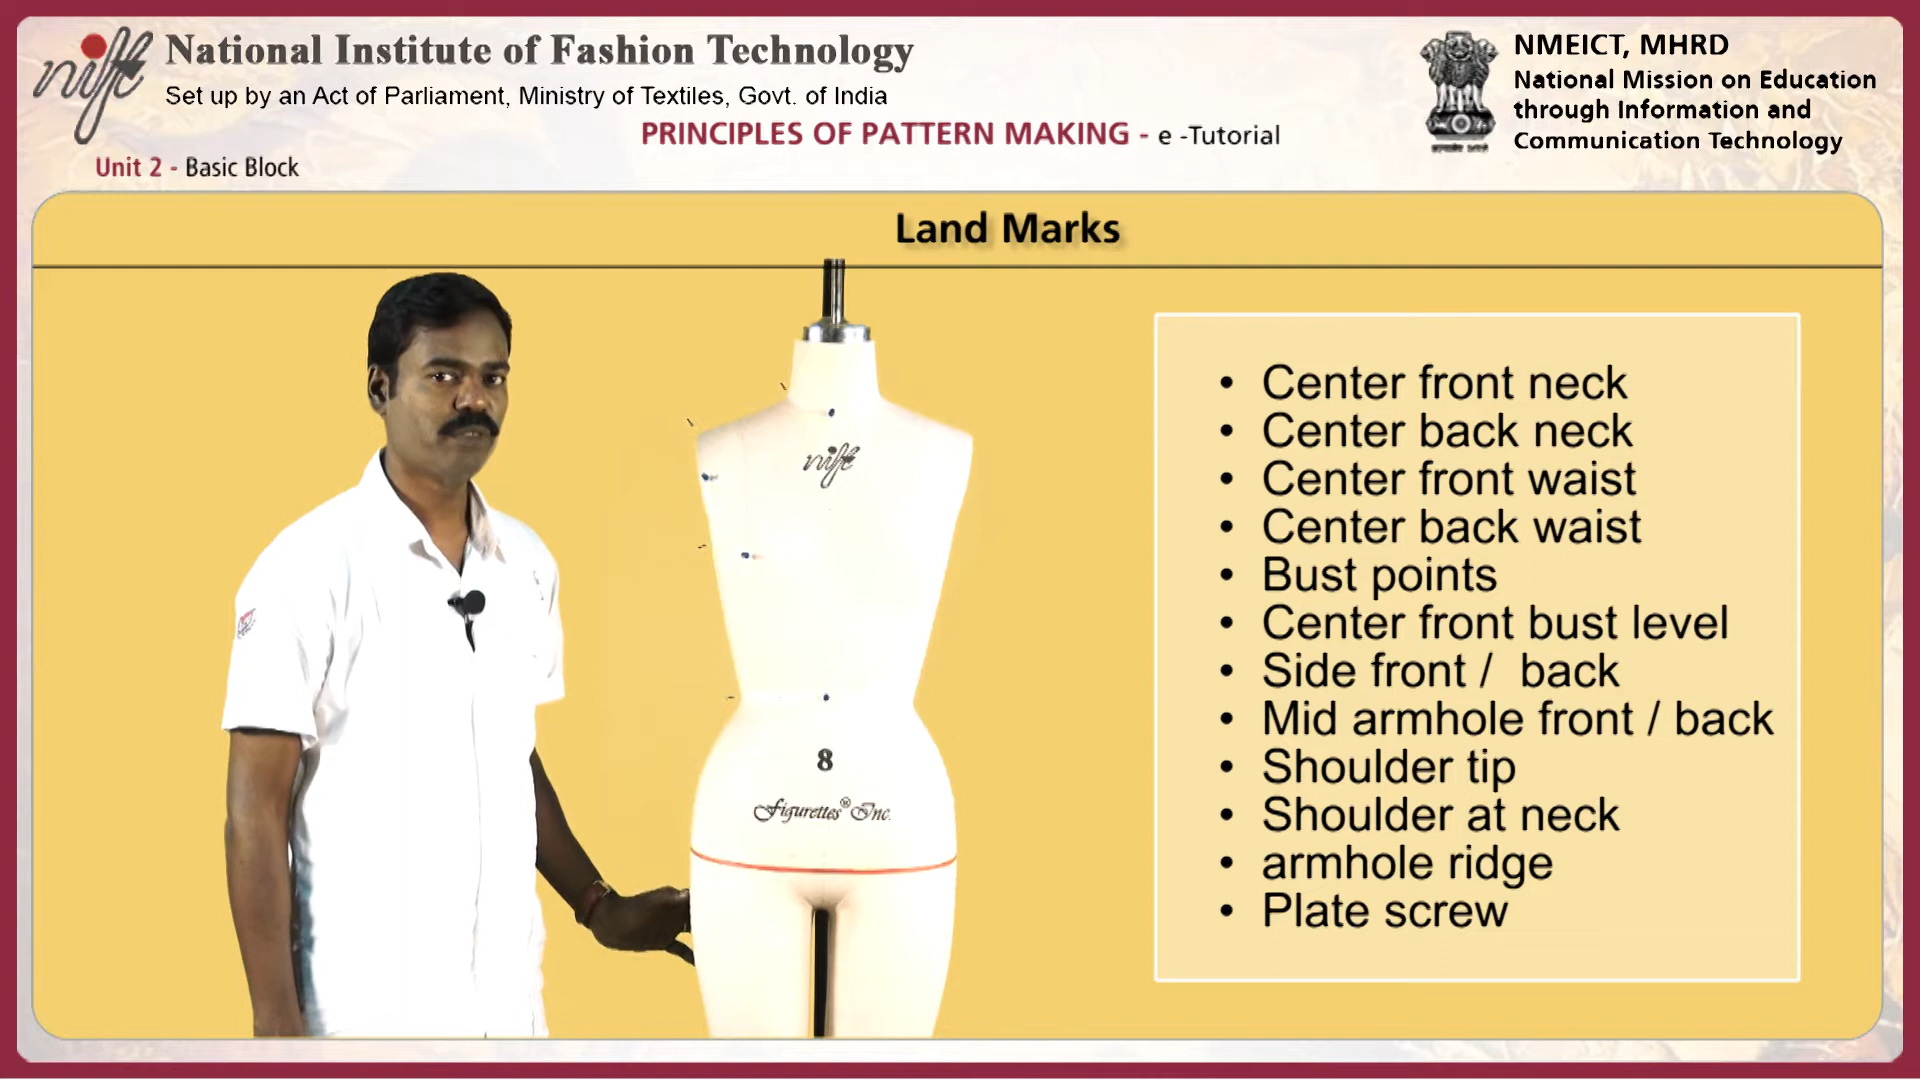 nift
National Institute of Fashion Technology
Set up by an Act of Parliament, Ministry of Textiles, Govt. of India
PRINCIPLES OF PATTERN MAKING - e -Tutorial
Unit 2 - Basic Block
NMEICT, MHRD
National Mission on Education
through Information and
Communication Technology
Land Marks
nift
8
Figurettes® Inc.
• Center front neck
• Center back neck
• Center front waist
• Center back waist
• Bust points
• Center front bust level
• Side front /  back
• Mid armhole front / back
• Shoulder tip
• Shoulder at neck
• armhole ridge
• Plate screw